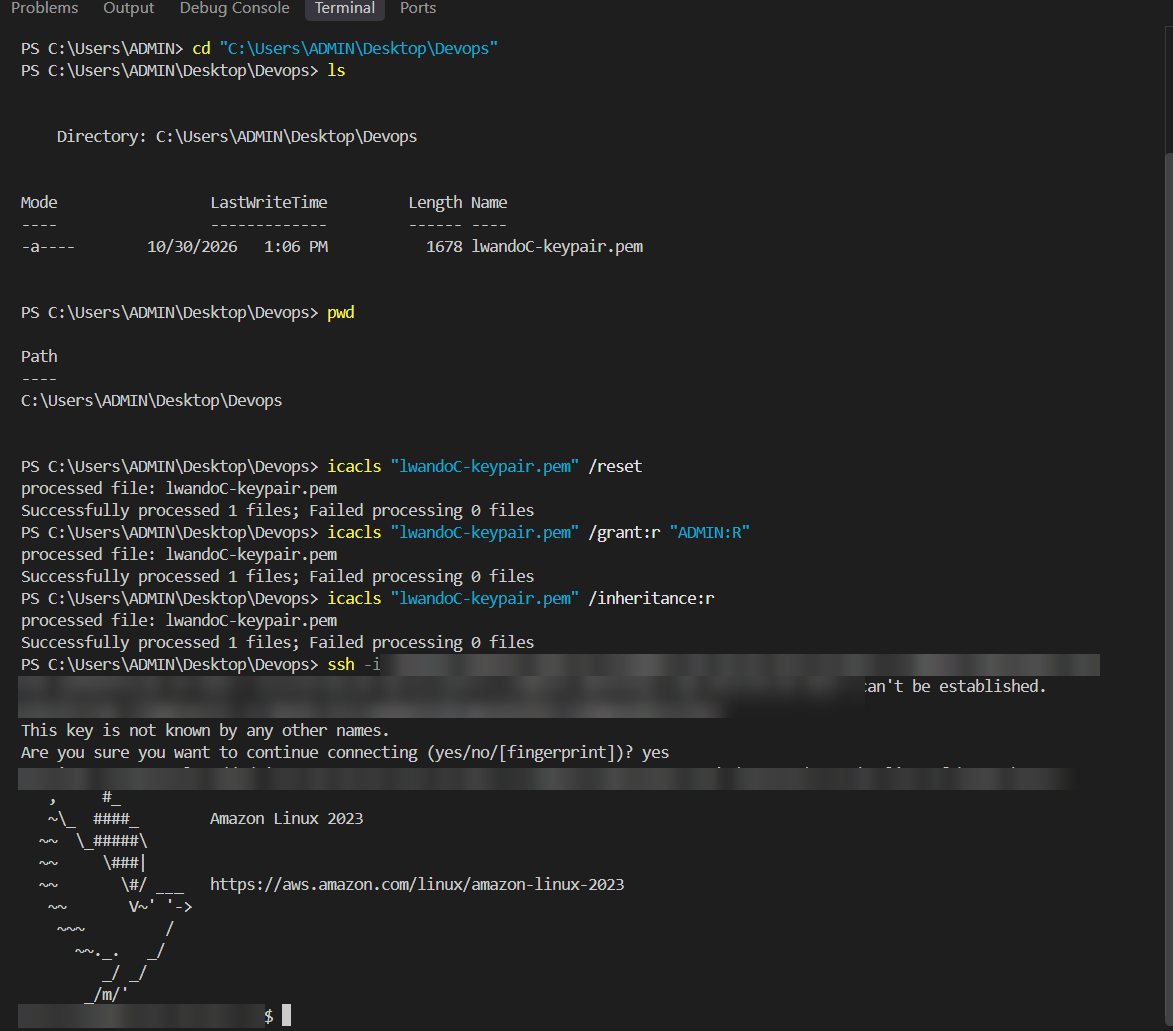 Problems Output Debug Console Terminal Ports
PS C:\Users\ADMIN> cd "C:\Users\ADMIN\Desktop\Devops"
PS C:\Users\ADMIN\Desktop\Devops> ls
Directory: C:\Users\ADMIN\Desktop\Devops
Mode LastWriteTime Length Name
---- ------------- ------ ----
-a---- 10/30/2026 1:06 PM 1678 lwandoC-keypair.pem
PS C:\Users\ADMIN\Desktop\Devops> pwd
Path
----
C:\Users\ADMIN\Desktop\Devops
PS C:\Users\ADMIN\Desktop\Devops> icacls "lwandoC-keypair.pem" /reset
processed file: lwandoC-keypair.pem
Successfully processed 1 files; Failed processing 0 files
PS C:\Users\ADMIN\Desktop\Devops> icacls "lwandoC-keypair.pem" /grant:r "ADMIN:R"
processed file: lwandoC-keypair.pem
Successfully processed 1 files; Failed processing 0 files
PS C:\Users\ADMIN\Desktop\Devops> icacls "lwandoC-keypair.pem" /inheritance:r
processed file: lwandoC-keypair.pem
Successfully processed 1 files; Failed processing 0 files
PS C:\Users\ADMIN\Desktop\Devops> ssh -i
can't be established.
This key is not known by any other names.
Are you sure you want to continue connecting (yes/no/[fingerprint])? yes
   ,     #_
   ~\_  ####_        Amazon Linux 2023
  ~~  \_#####\
  ~~     \###|
  ~~       \#/ ___   https://aws.amazon.com/linux/amazon-linux-2023
   ~~       V~' '->
    ~~~         /
      ~~._.   _/
         _/ _/
       _/m/'
$